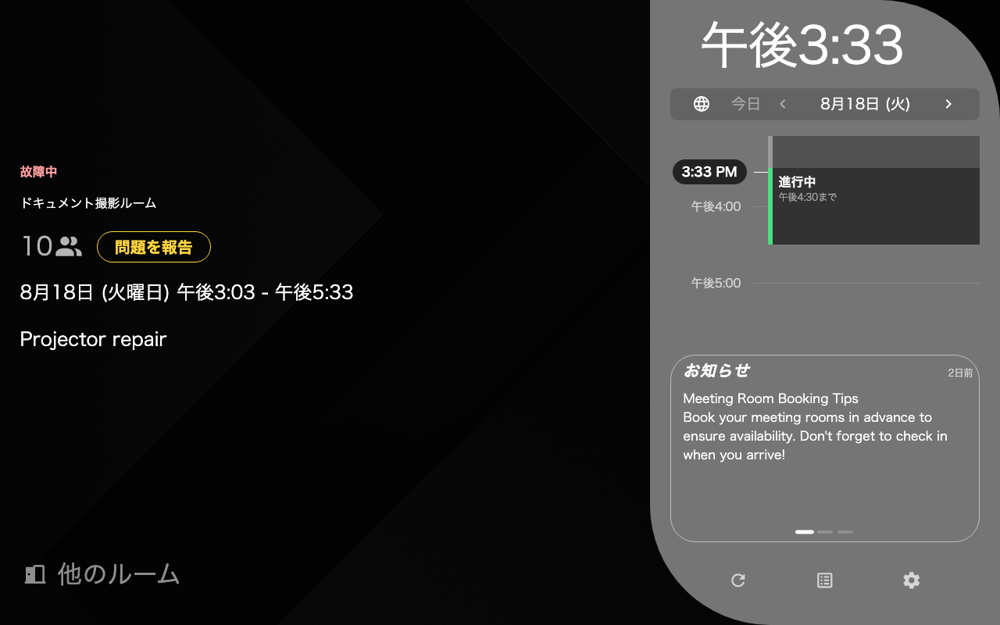 故障中
ドキュメント撮影ルーム
10
問題を報告
8月18日 (火曜日) 午後3:03 - 午後5:33
Projector repair
他のルーム
午後3:33
今日
8月18日 (火)
3:33 PM
進行中
午後4:30まで
午後4:00
午後5:00
お知らせ
2日前
Meeting Room Booking Tips
Book your meeting rooms in advance to
ensure availability. Don't forget to check in
when you arrive!